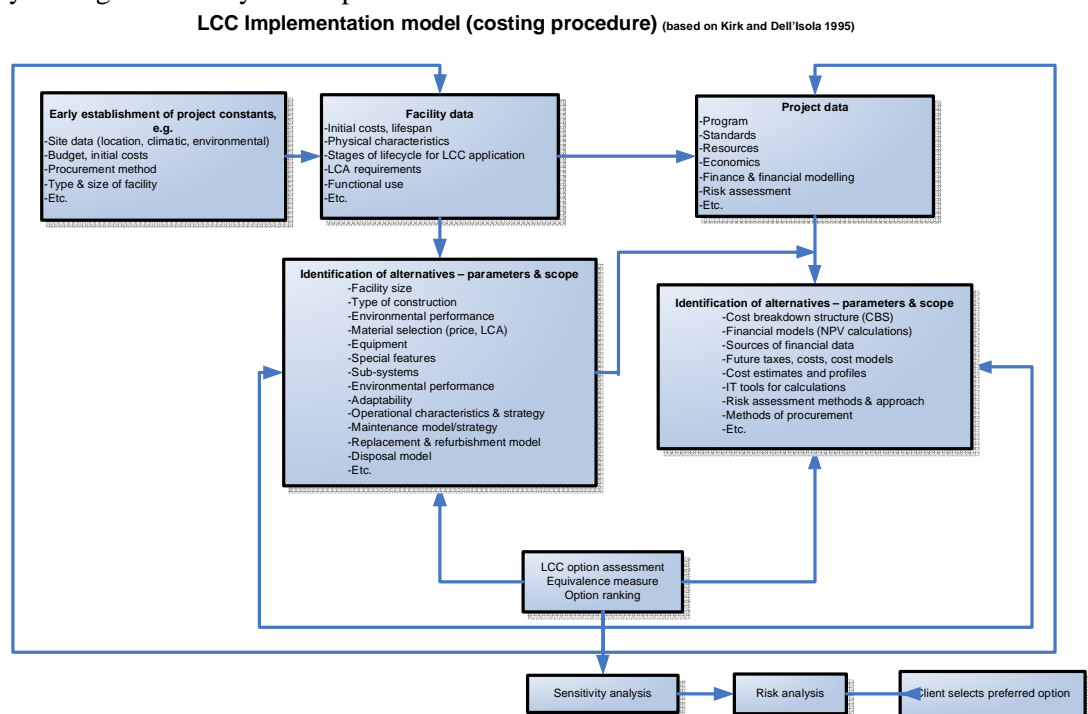 LCC Implementation model (costing procedure) (based on Kirk and Dell'Isola 1995)
Early establishment of project constants,
e.g.
-Site data (location, climatic, environmental)
-Budget, initial costs
-Procurement method
-Type & size of facility
-Etc.
Facility data
-Initial costs, lifespan
-Physical characteristics
-Stages of lifecycle for LCC application
-LCA requirements
-Functional use
-Etc.
Project data
-Program
-Standards
-Resources
-Economics
-Finance & financial modelling
-Risk assessment
-Etc.
Identification of alternatives – parameters & scope
-Facility size
-Type of construction
-Environmental performance
-Material selection (price, LCA)
-Equipment
-Special features
-Sub-systems
-Environmental performance
-Adaptability
-Operational characteristics & strategy
-Maintenance model/strategy
-Replacement & refurbishment model
-Disposal model
-Etc.
Identification of alternatives – parameters & scope
-Cost breakdown structure (CBS)
-Financial models (NPV calculations)
-Sources of financial data
-Future taxes, costs, cost models
-Cost estimates and profiles
-IT tools for calculations
-Risk assessment methods & approach
-Methods of procurement
-Etc.
LCC option assessment
Equivalence measure
Option ranking
Sensitivity analysis
Risk analysis
Client selects preferred option